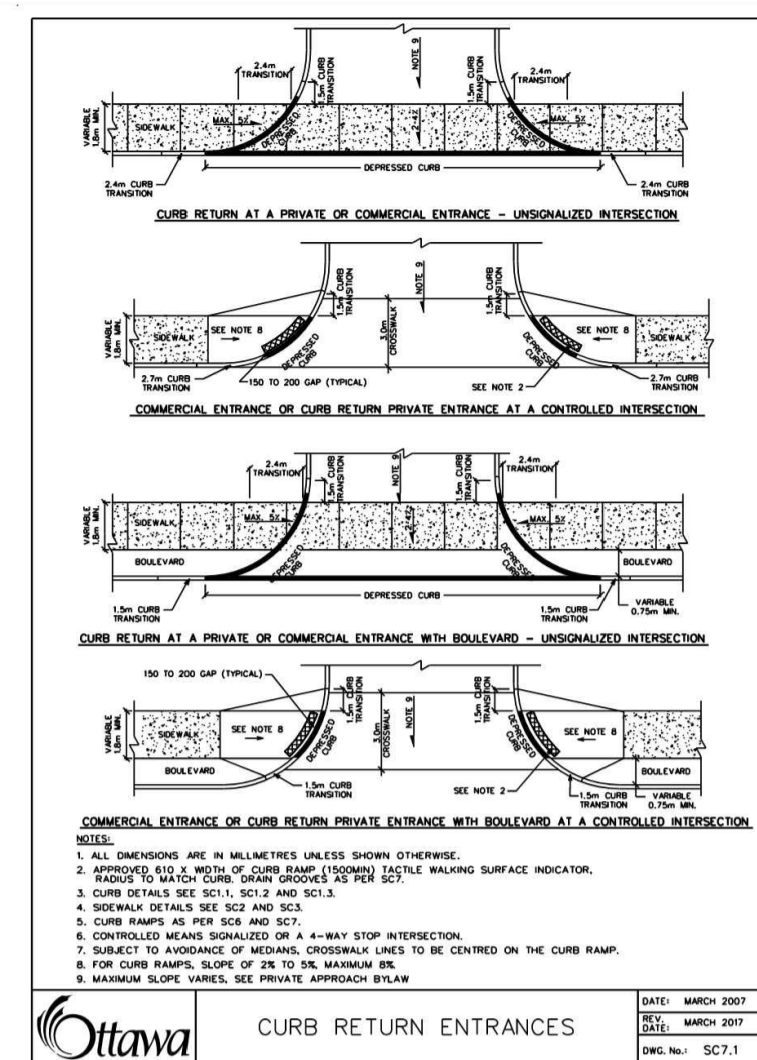 NOTE 9
2.4m TRANSITION
1.5m CURB TRANSITION
1.5m CURB TRANSITION
2.4m TRANSITION
VARIABLE 1.8m MIN.
SIDEWALK
MAX. 5%
DEPRESSED CURB
2-4%
DEPRESSED CURB
MAX. 5%
DEPRESSED CURB
2.4m CURB TRANSITION
2.4m CURB TRANSITION
CURB RETURN AT A PRIVATE OR COMMERCIAL ENTRANCE - UNSIGNALIZED INTERSECTION
NOTE 9
1.5m CURB TRANSITION
1.5m CURB TRANSITION
3.0m CROSSWALK
VARIABLE 1.8m MIN.
SIDEWALK
SEE NOTE 8
DEPRESSED CURB
DEPRESSED CURB
SEE NOTE 8
SIDEWALK
2.7m CURB TRANSITION
150 TO 200 GAP (TYPICAL)
SEE NOTE 2
2.7m CURB TRANSITION
COMMERCIAL ENTRANCE OR CURB RETURN PRIVATE ENTRANCE AT A CONTROLLED INTERSECTION
2.4m TRANSITION
1.5m CURB TRANSITION
NOTE 9
1.5m CURB TRANSITION
2.4m TRANSITION
VARIABLE 1.8m MIN.
SIDEWALK
MAX. 5%
2-4%
MAX. 5%
BOULEVARD
DEPRESSED CURB
DEPRESSED CURB
BOULEVARD
1.5m CURB TRANSITION
DEPRESSED CURB
1.5m CURB TRANSITION
VARIABLE 0.75m MIN.
CURB RETURN AT A PRIVATE OR COMMERCIAL ENTRANCE WITH BOULEVARD - UNSIGNALIZED INTERSECTION
150 TO 200 GAP (TYPICAL)
1.5m CURB TRANSITION
3.0m CROSSWALK
NOTE 9
1.5m CURB TRANSITION
VARIABLE 1.8m MIN.
SIDEWALK
SEE NOTE 8
DEPRESSED CURB
DEPRESSED CURB
SEE NOTE 8
BOULEVARD
1.5m CURB TRANSITION
SEE NOTE 2
1.5m CURB TRANSITION
BOULEVARD
VARIABLE 0.75m MIN.
COMMERCIAL ENTRANCE OR CURB RETURN PRIVATE ENTRANCE WITH BOULEVARD AT A CONTROLLED INTERSECTION
NOTES:
1. ALL DIMENSIONS ARE IN MILLIMETRES UNLESS SHOWN OTHERWISE.
2. APPROVED 610 X WIDTH OF CURB RAMP (1500MIN) TACTILE WALKING SURFACE INDICATOR,
RADIUS TO MATCH CURB. DRAIN GROOVES AS PER SC7.
3. CURB DETAILS SEE SC1.1, SC1.2 AND SC1.3.
4. SIDEWALK DETAILS SEE SC2 AND SC3.
5. CURB RAMPS AS PER SC6 AND SC7.
6. CONTROLLED MEANS SIGNALIZED OR A 4-WAY STOP INTERSECTION.
7. SUBJECT TO AVOIDANCE OF MEDIANS, CROSSWALK LINES TO BE CENTRED ON THE CURB RAMP.
8. FOR CURB RAMPS, SLOPE OF 2% TO 5%, MAXIMUM 8%
9. MAXIMUM SLOPE VARIES, SEE PRIVATE APPROACH BYLAW
Ottawa
CURB RETURN ENTRANCES
DATE: MARCH 2007
REV. DATE: MARCH 2017
DWG. No.: SC7.1